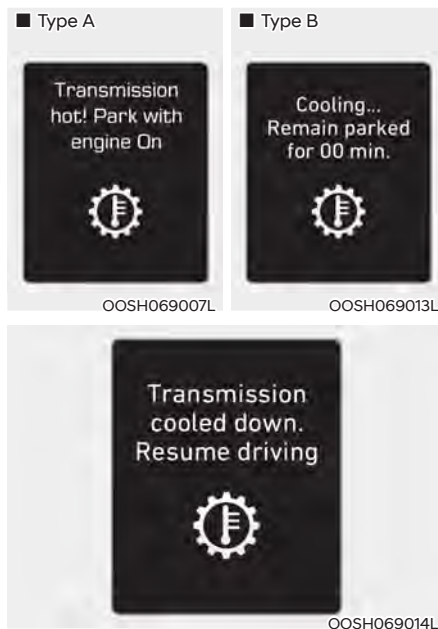 ■ Type A
Transmission
hot! Park with
engine On
OOSH069007L
■ Type B
Cooling...
Remain parked
for 00 min.
OOSH069013L
Transmission
cooled down.
Resume driving
OOSH069014L